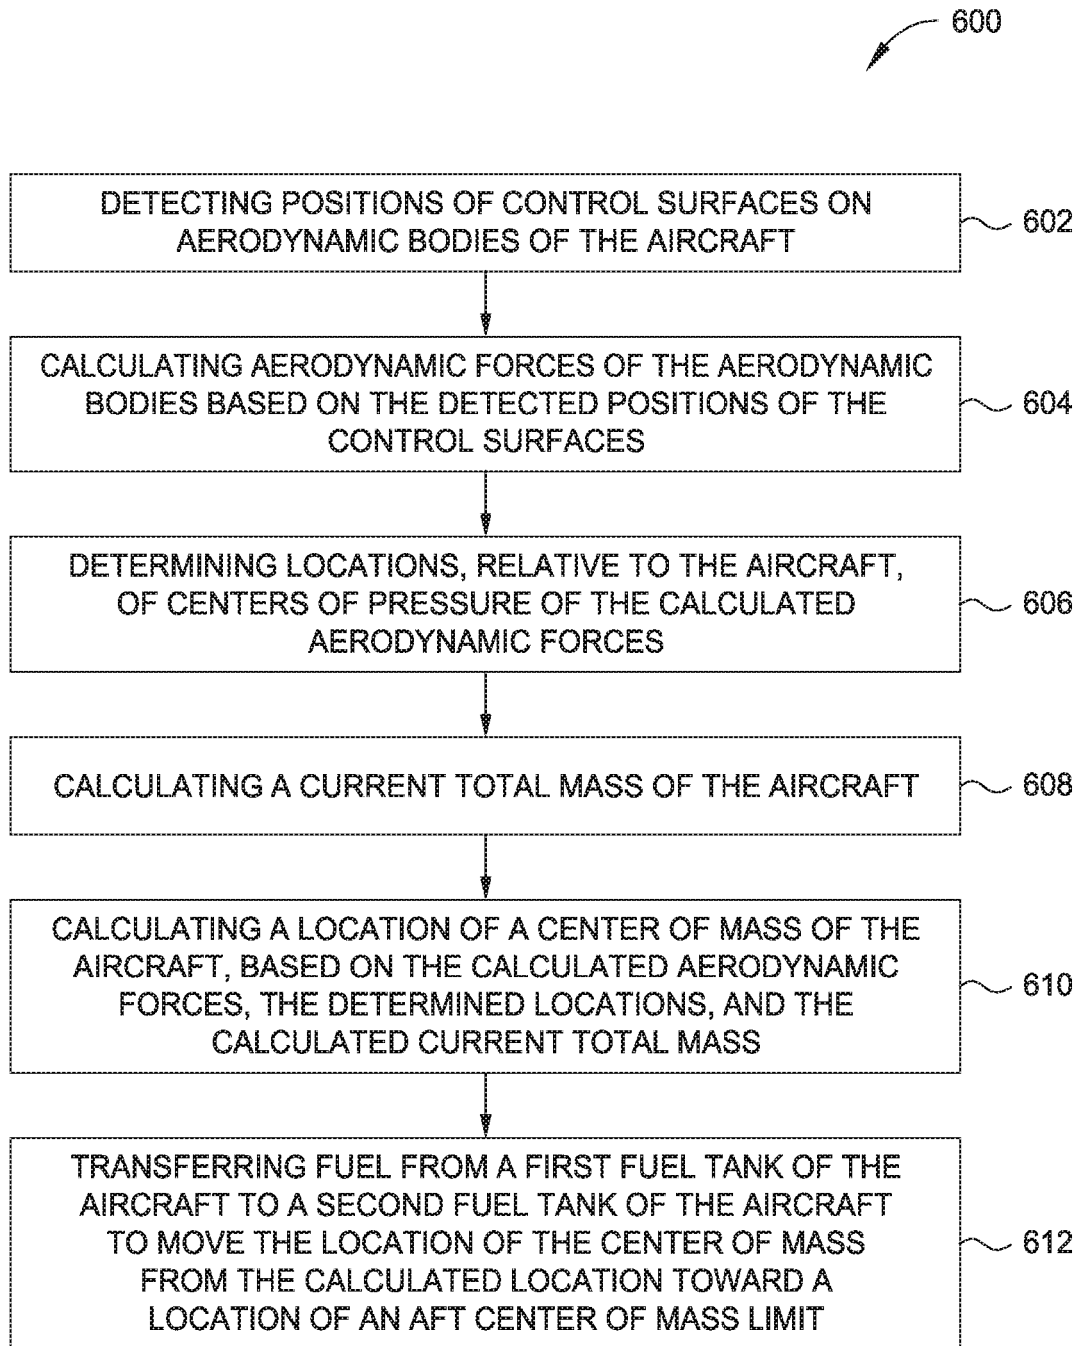 600
DETECTING POSITIONS OF CONTROL SURFACES ON
AERODYNAMIC BODIES OF THE AIRCRAFT
602
CALCULATING AERODYNAMIC FORCES OF THE AERODYNAMIC
BODIES BASED ON THE DETECTED POSITIONS OF THE
CONTROL SURFACES
604
DETERMINING LOCATIONS, RELATIVE TO THE AIRCRAFT,
OF CENTERS OF PRESSURE OF THE CALCULATED
AERODYNAMIC FORCES
606
CALCULATING A CURRENT TOTAL MASS OF THE AIRCRAFT
608
CALCULATING A LOCATION OF A CENTER OF MASS OF THE
AIRCRAFT, BASED ON THE CALCULATED AERODYNAMIC
FORCES, THE DETERMINED LOCATIONS, AND THE
CALCULATED CURRENT TOTAL MASS
610
TRANSFERRING FUEL FROM A FIRST FUEL TANK OF THE
AIRCRAFT TO A SECOND FUEL TANK OF THE AIRCRAFT
TO MOVE THE LOCATION OF THE CENTER OF MASS
FROM THE CALCULATED LOCATION TOWARD A
LOCATION OF AN AFT CENTER OF MASS LIMIT
612